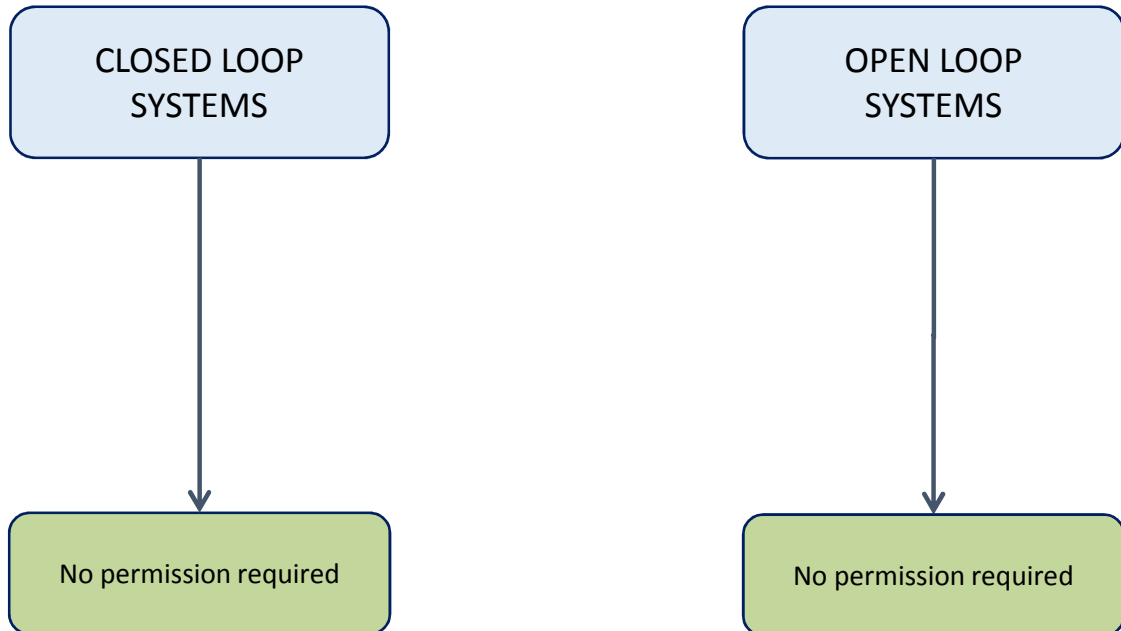 CLOSED LOOP
SYSTEMS
OPEN LOOP
SYSTEMS
No permission required
No permission required